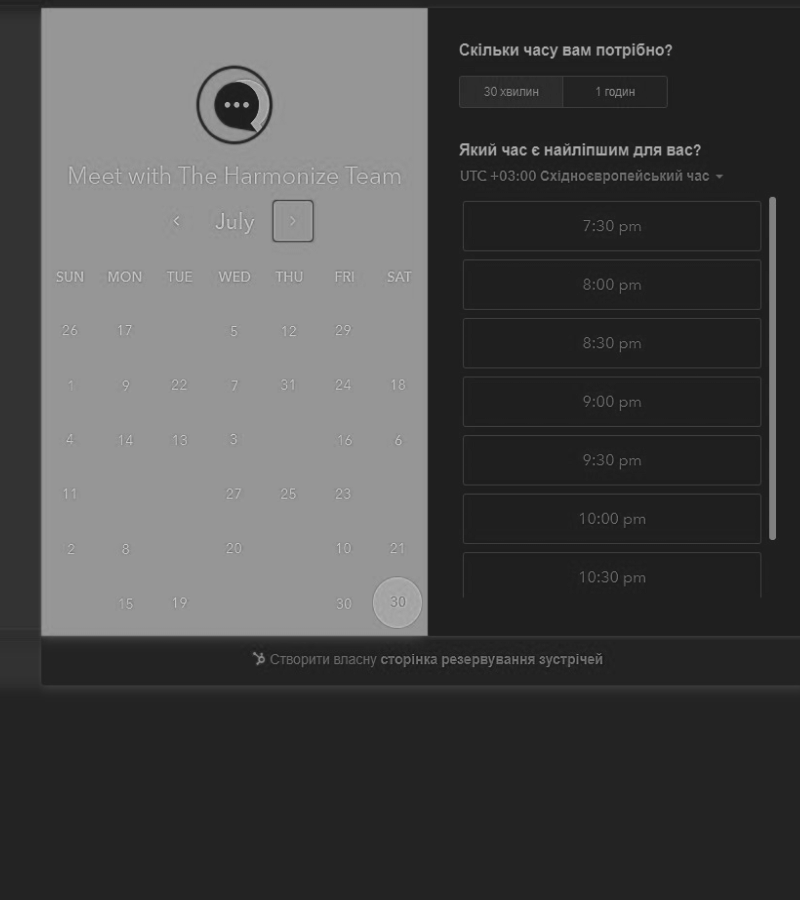 Meet with The Harmonize Team
July
SUN MON TUE WED THU FRI SAT
26 17 5 12 29
1 9 22 7 31 24 18
4 14 13 3 16 6
11 27 25 23
2 8 20 10 21
15 19 30 30
Скільки часу вам потрібно?
30 хвилин 1 годин
Який час є найліпшим для вас?
UTC +03:00 Східноєвропейський час
7:30 pm
8:00 pm
8:30 pm
9:00 pm
9:30 pm
10:00 pm
10:30 pm
Створити власну сторінка резервування зустрічей